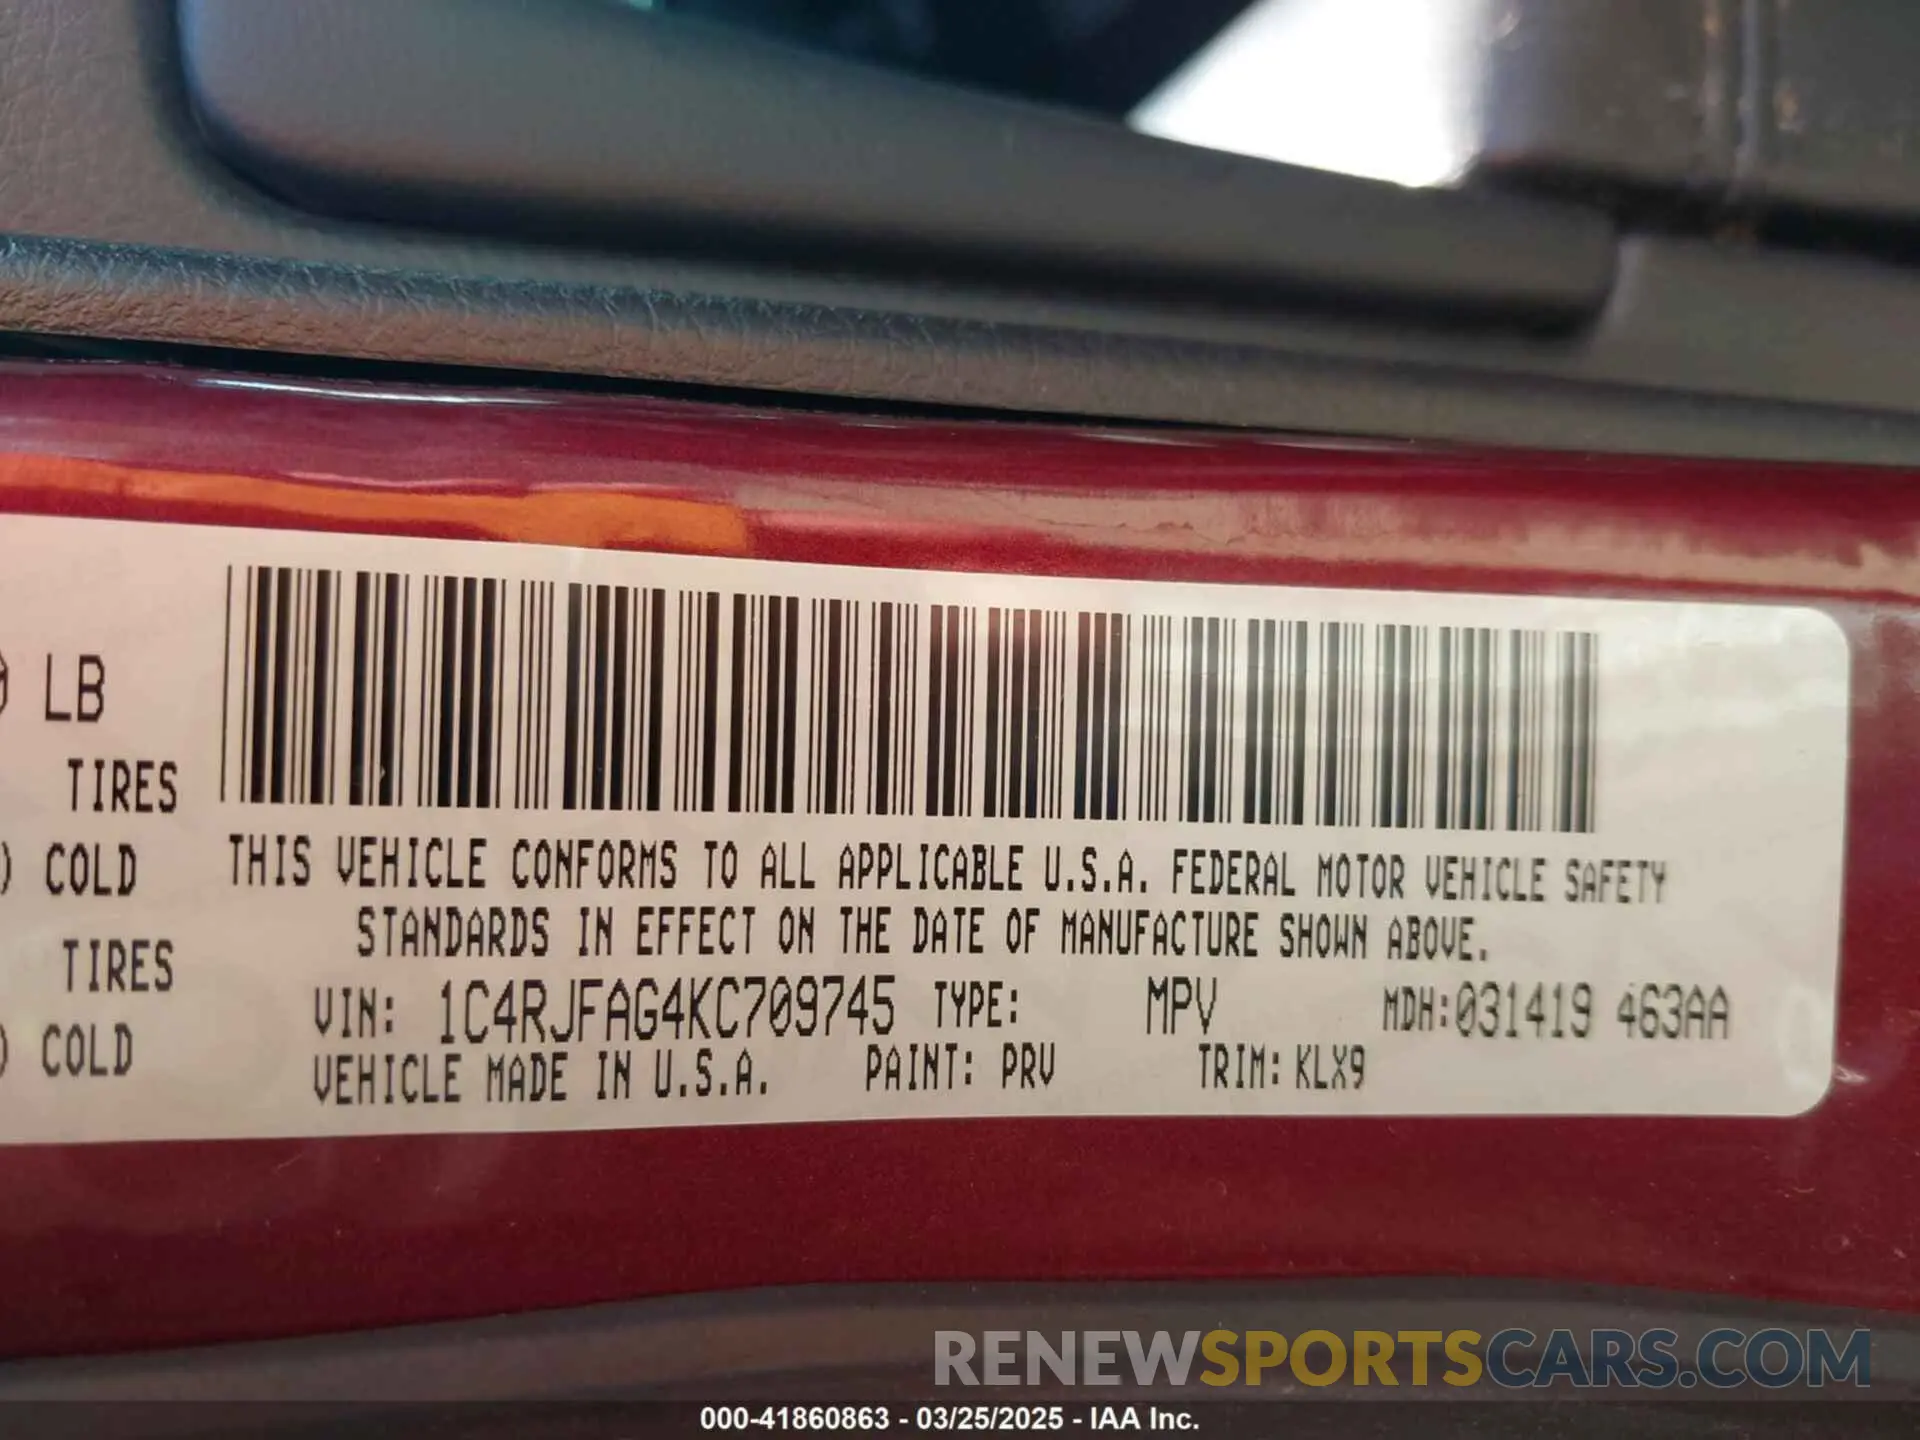 LB
TIRES
COLD
TIRES
COLD
THIS VEHICLE CONFORMS TO ALL APPLICABLE U.S.A. FEDERAL MOTOR VEHICLE SAFETY
STANDARDS IN EFFECT ON THE DATE OF MANUFACTURE SHOWN ABOVE.
VIN: 1C4RJFAG4KC709745 TYPE: MPV MDH:031419 463AA
VEHICLE MADE IN U.S.A. PAINT: PRV TRIM: KLX9
RENEWSPORTSCARS.COM
000-41860863 - 03/25/2025 - IAA Inc.